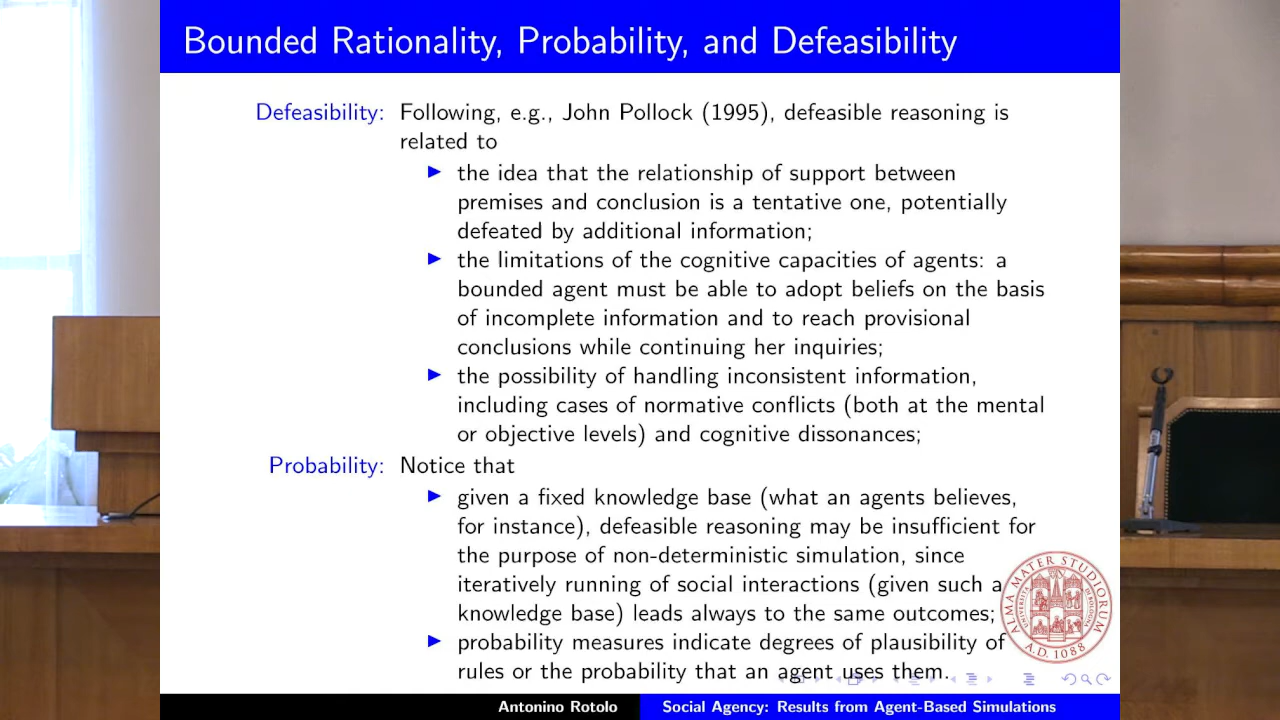 Bounded Rationality, Probability, and Defeasibility
Defeasibility: Following, e.g., John Pollock (1995), defeasible reasoning is
related to
the idea that the relationship of support between
premises and conclusion is a tentative one, potentially
defeated by additional information;
the limitations of the cognitive capacities of agents: a
bounded agent must be able to adopt beliefs on the basis
of incomplete information and to reach provisional
conclusions while continuing her inquiries;
the possibility of handling inconsistent information,
including cases of normative conflicts (both at the mental
or objective levels) and cognitive dissonances;
Probability: Notice that
given a fixed knowledge base (what an agents believes,
for instance), defeasible reasoning may be insufficient for
the purpose of non-deterministic simulation, since
iteratively running of social interactions (given such a
knowledge base) leads always to the same outcomes;
probability measures indicate degrees of plausibility of
rules or the probability that an agent uses them.
ALMA MATER STUDIORUM
A.D. 1088
Antonino Rotolo
Social Agency: Results from Agent-Based Simulations